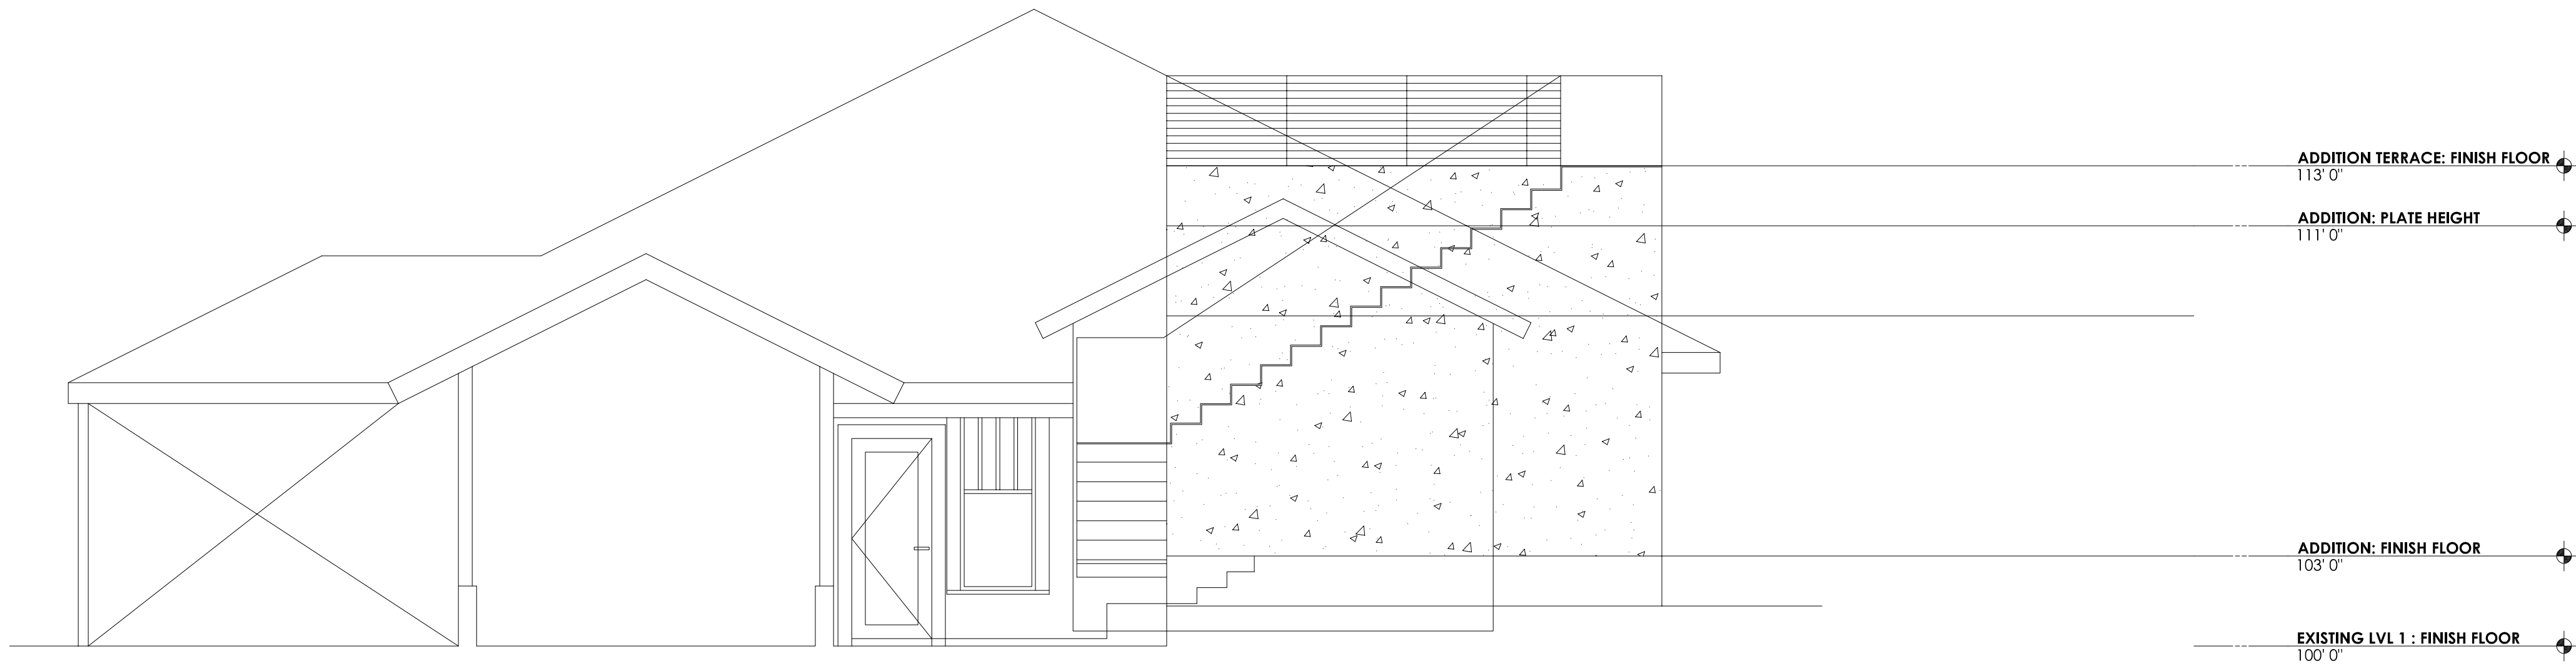 ADDITION TERRACE: FINISH FLOOR
113' 0"
ADDITION: PLATE HEIGHT
111' 0"
ADDITION: FINISH FLOOR
103' 0"
EXISTING LVL 1 : FINISH FLOOR
100' 0"